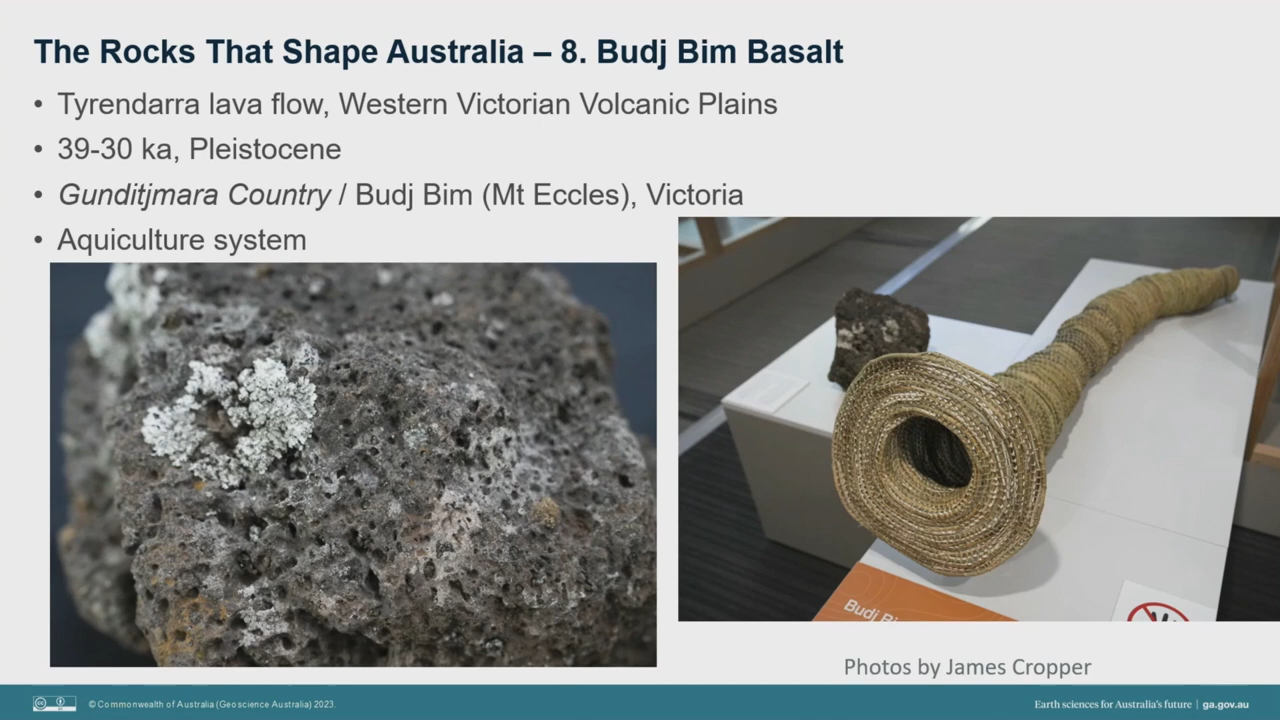 The Rocks That Shape Australia – 8. Budj Bim Basalt
• Tyrendarra lava flow, Western Victorian Volcanic Plains
• 39-30 ka, Pleistocene
• Gunditjmara Country / Budj Bim (Mt Eccles), Victoria
• Aquiculture system
Budj Bi
Photos by James Cropper
© Commonwealth of Australia (Geoscience Australia) 2023.
Earth sciences for Australia's future | ga.gov.au